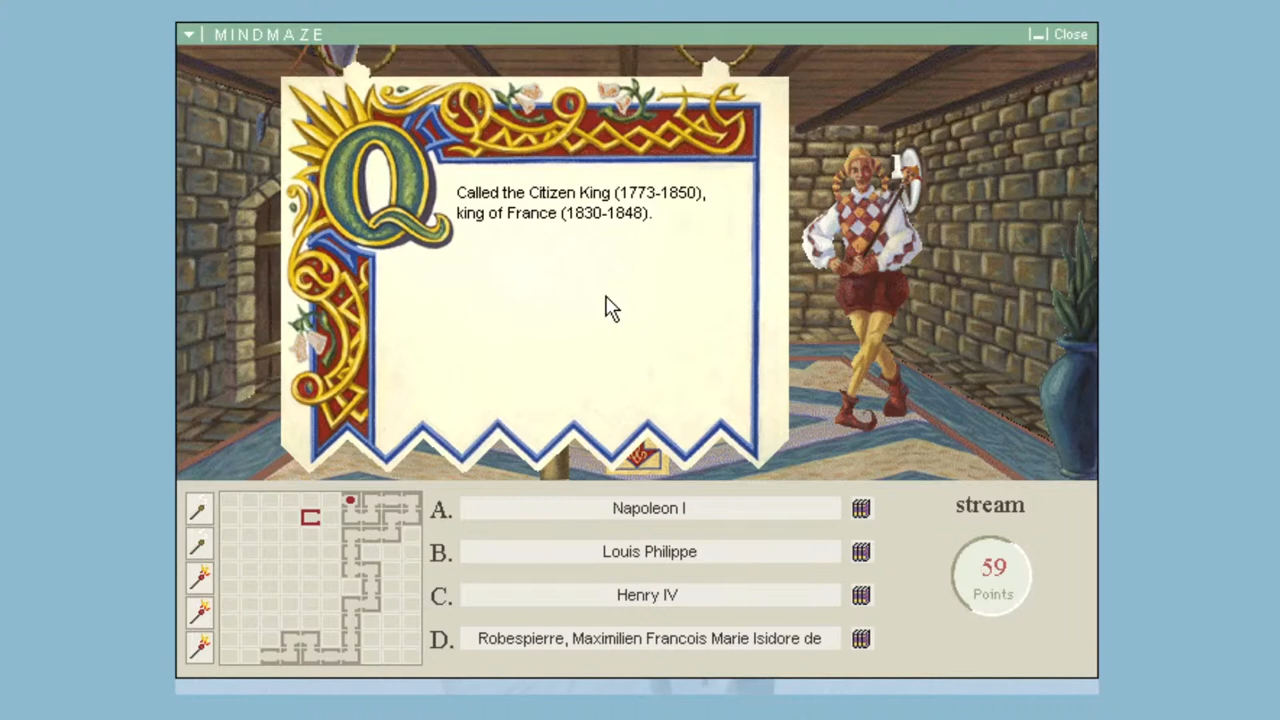 MINDMAZE
Close
Q
Called the Citizen King (1773-1850),
king of France (1830-1848).
A. Napoleon I
B. Louis Philippe
C. Henry IV
D. Robespierre, Maximilien Francois Marie Isidore de
stream
59
Points